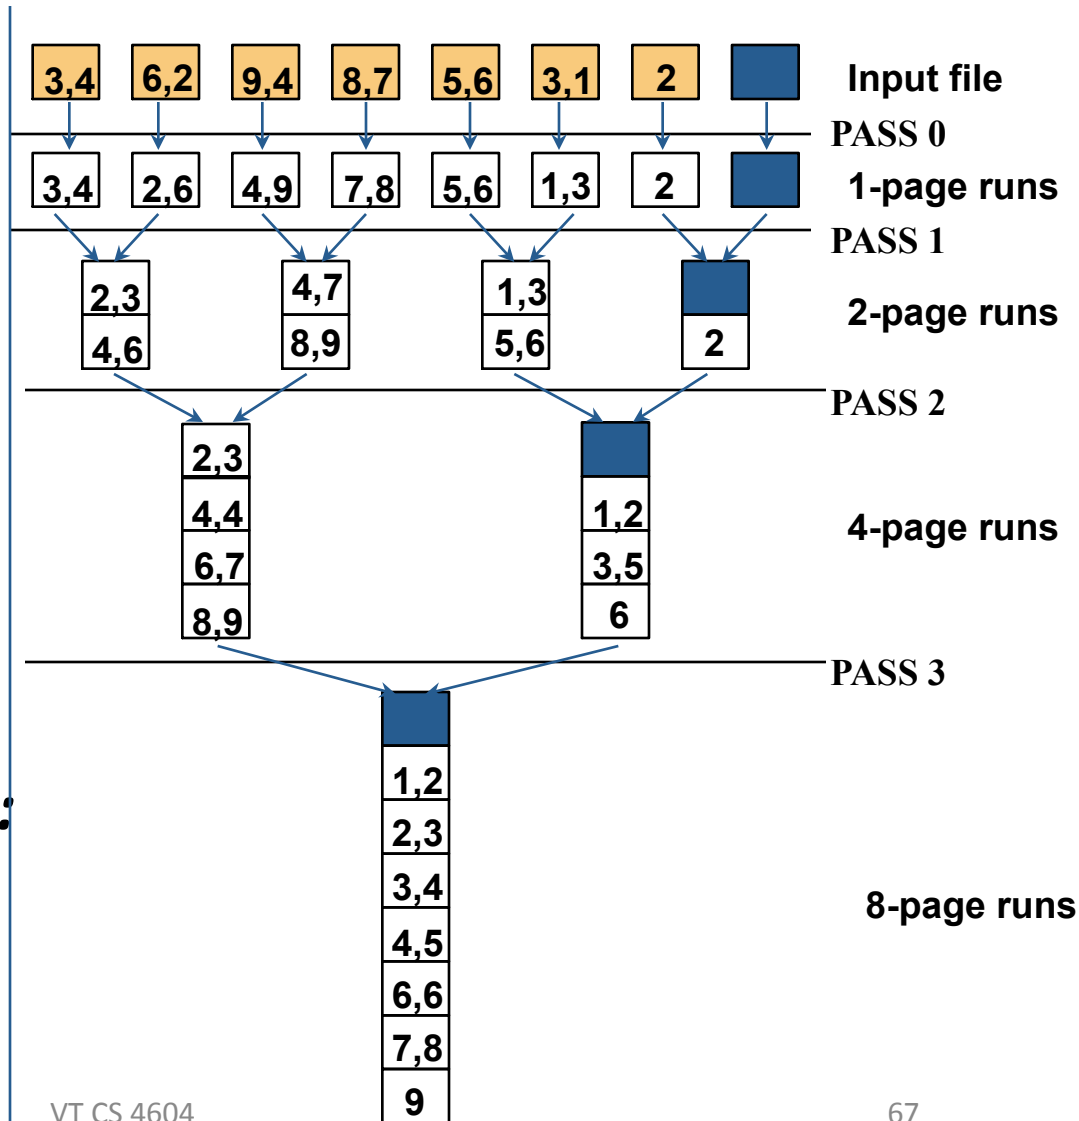 3,4 6,2 9,4 8,7 5,6 3,1 2 Input file
PASS 0
3,4 2,6 4,9 7,8 5,6 1,3 2 1-page runs
PASS 1
2,3 4,7 1,3
2-page runs
4,6 8,9 5,6 2
PASS 2
2,3
4,4 1,2
4-page runs
6,7 3,5
8,9 6
PASS 3
1,2
:
2,3
3,4
8-page runs
4,5
6,6
7,8
9
VT CS 4604 67